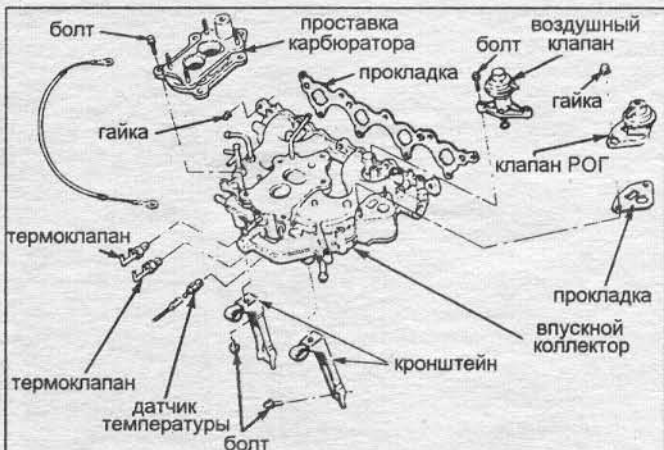 болт
проставка
карбюратора
прокладка
воздушный
клапан
болт
гайка
гайка
клапан РОГ
термоклапан
прокладка
впускной
коллектор
кронштейн
термоклапан
датчик
температуры
болт